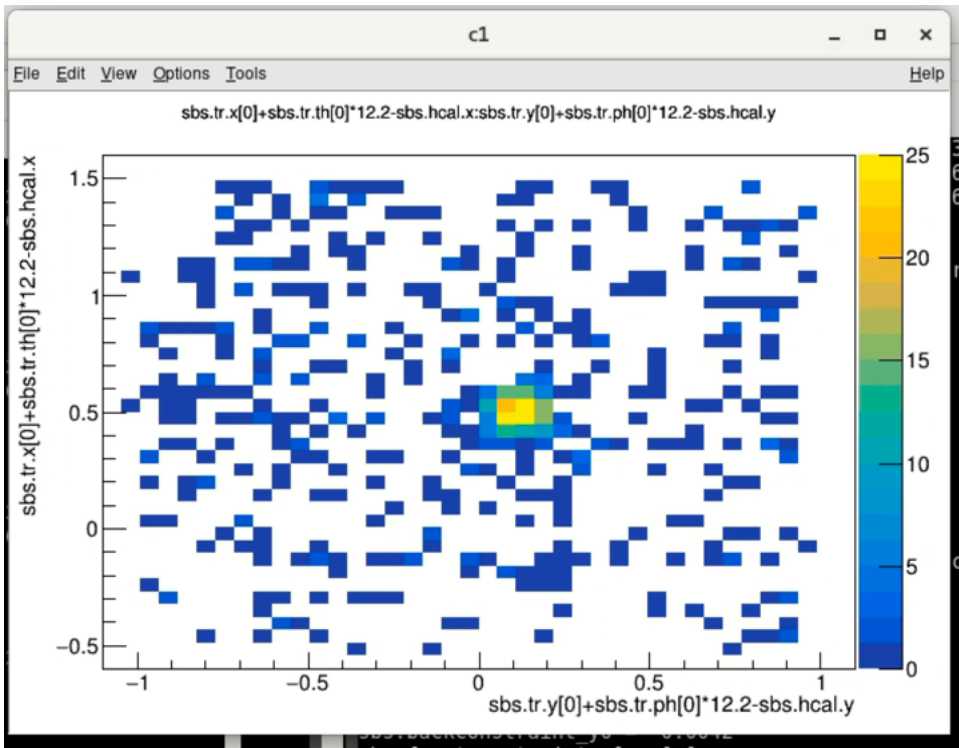 c1
File Edit View Options Tools Help
sbs.tr.x[0]+sbs.tr.th[0]*12.2-sbs.hcal.x:sbs.tr.y[0]+sbs.tr.ph[0]*12.2-sbs.hcal.y
sbs.tr.x[0]+sbs.tr.th[0]*12.2-sbs.hcal.x
1.5
1
0.5
0
−0.5
−1 −0.5 0 0.5 1
sbs.tr.y[0]+sbs.tr.ph[0]*12.2-sbs.hcal.y
25
20
15
10
5
0